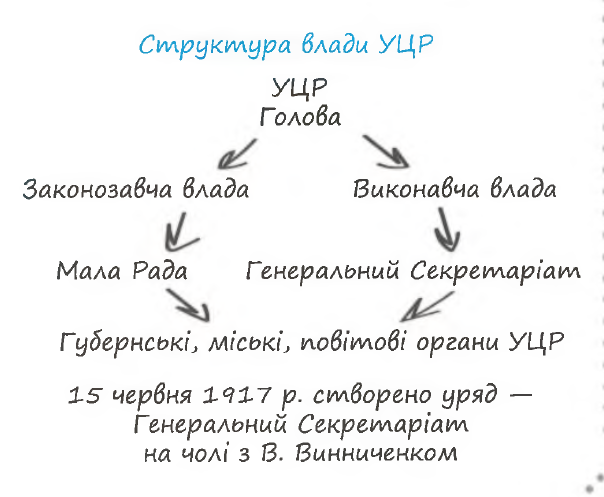 Структура влади УЦР
УЦР
Голова
Законозавча влада
Виконавча влада
Мала Рада
Генеральний Секретаріат
Губернські, міські, повітові органи УЦР
15 червня 1917 р. створено уряд —
Генеральний Секретаріат
на чолі з В. Винниченком